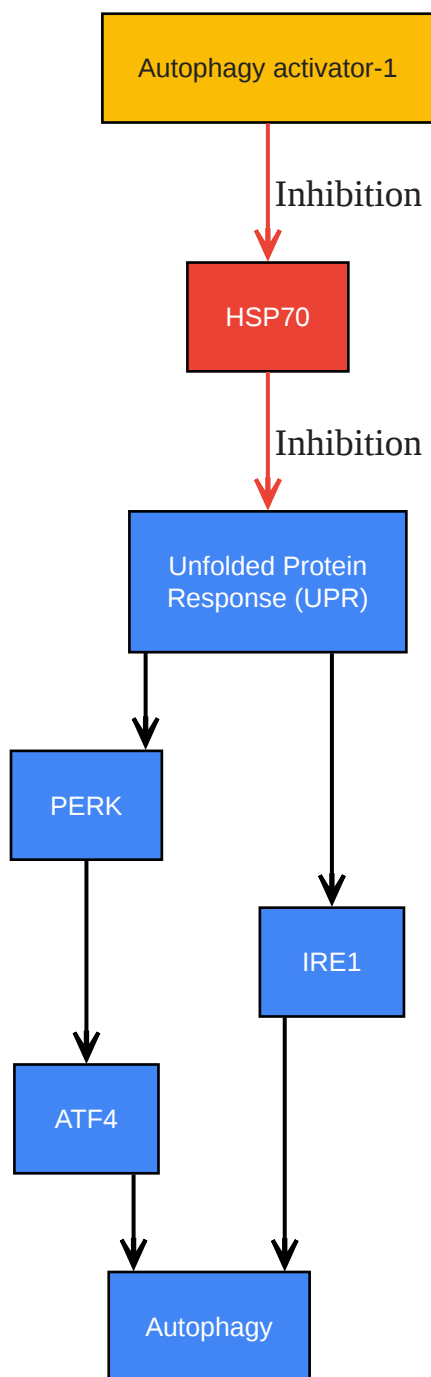 Autophagy activator-1
Inhibition
HSP70
Inhibition
Unfolded Protein
Response (UPR)
PERK
IRE1
ATF4
Autophagy